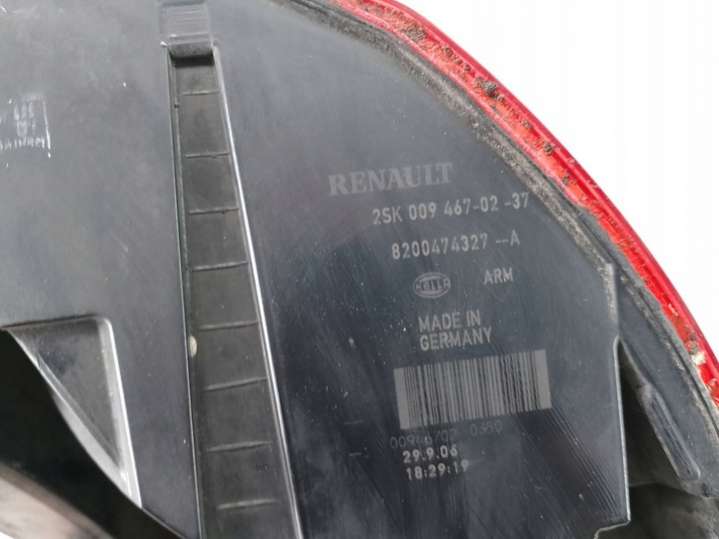 RENAULT
2SK 009 467-02 -37
8200474327 --A
HELLA ARM
MADE IN
GERMANY
29.9.06
18:29:19